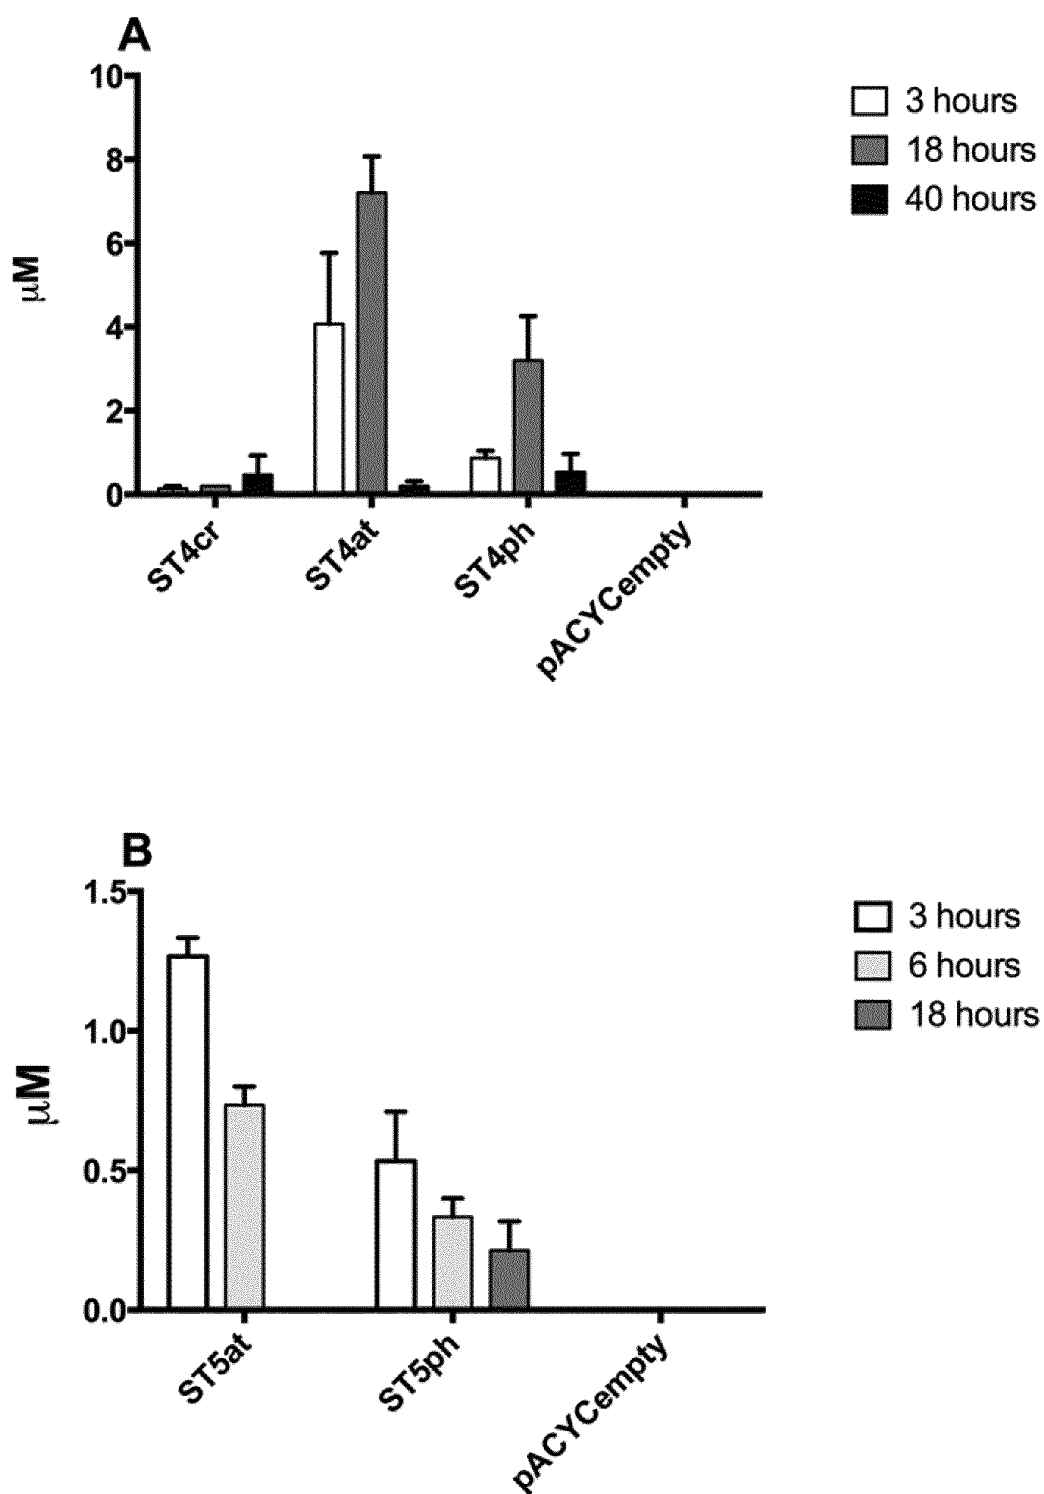 A
10
8
6
4
2
0
μM
3 hours
18 hours
40 hours
ST4cr
ST4at
ST4ph
pACYCempty
B
1.5
1.0
0.5
0.0
μM
3 hours
6 hours
18 hours
ST5at
ST5ph
pACYCempty